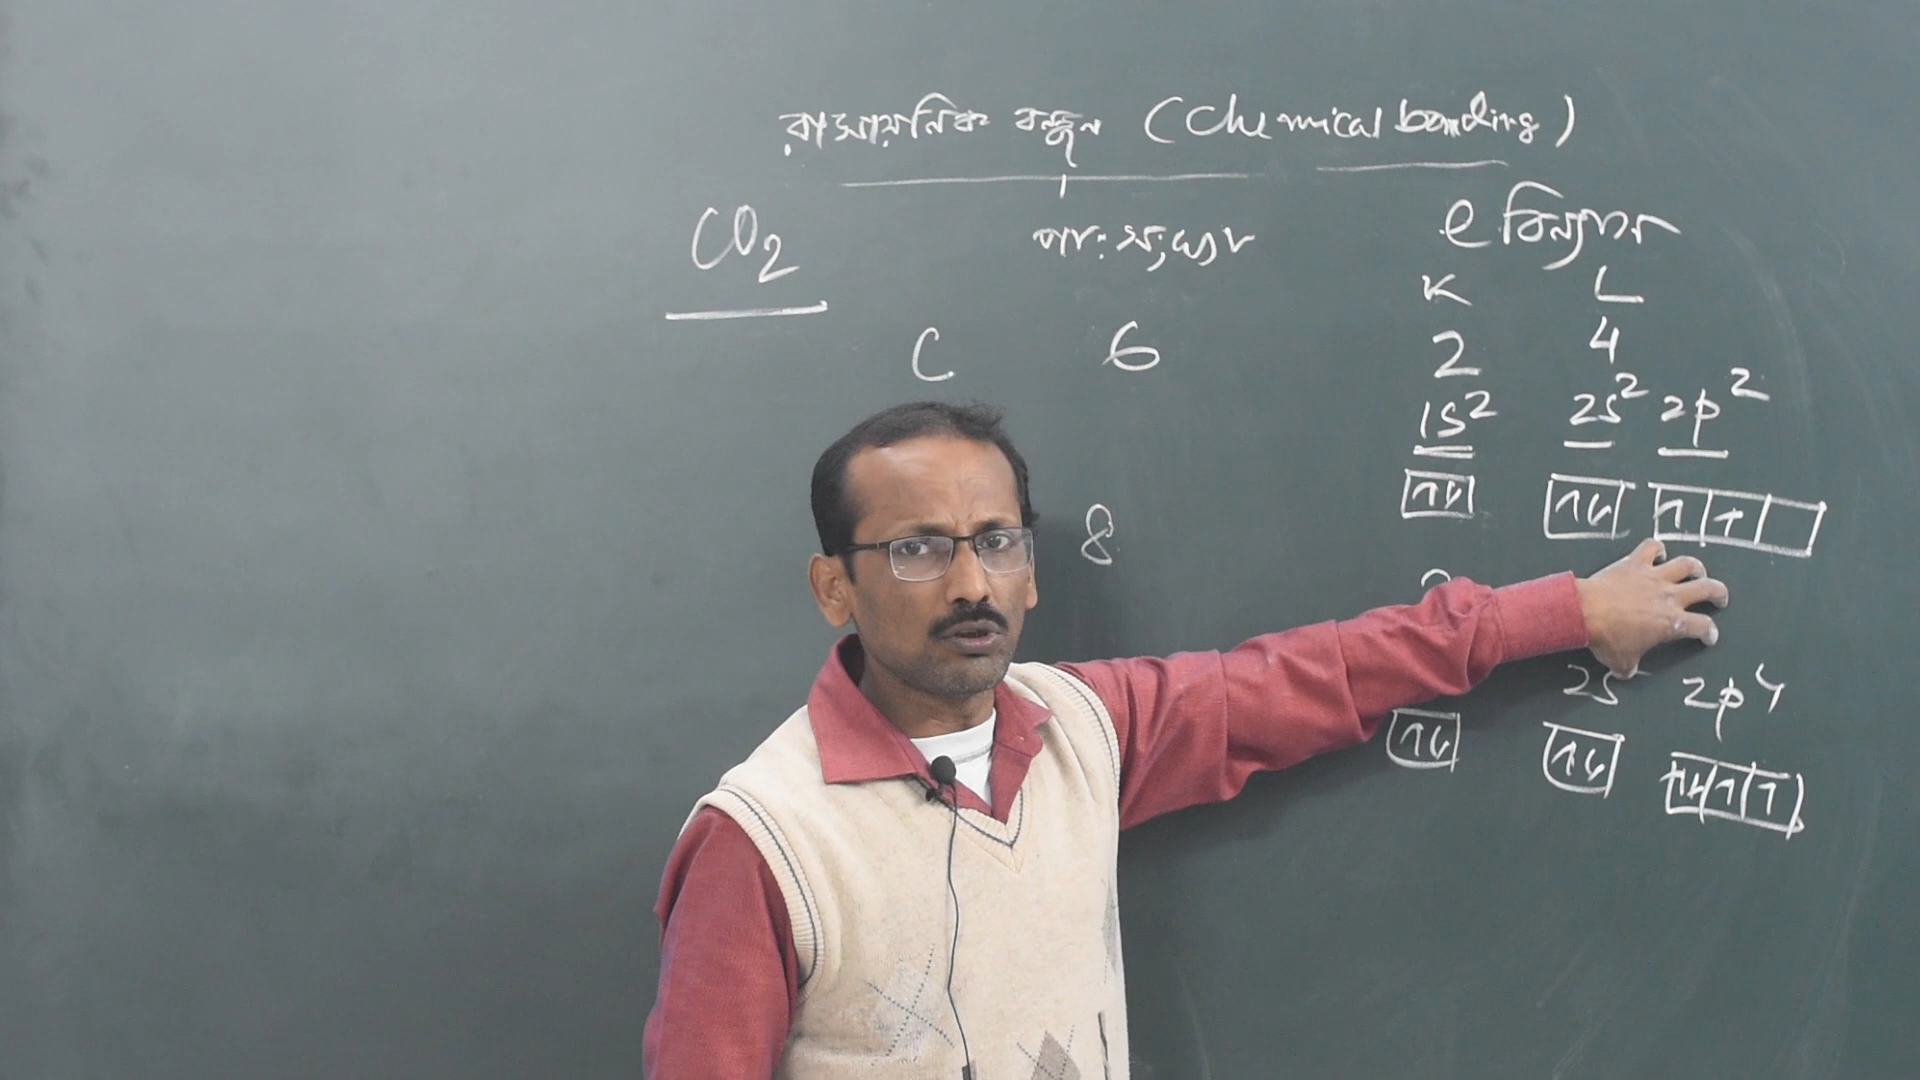 রাসায়নিক বন্ধন (Chemical bonding)
CO2 পার: সংখ্যা e বিন্যাস
K L
C 6 2 4
1s2 2s2 2p2
↑↓ ↑↓ ↑ ↑
8
2s 2p4
↑↓ ↑↓ ↑↓ ↑ ↑